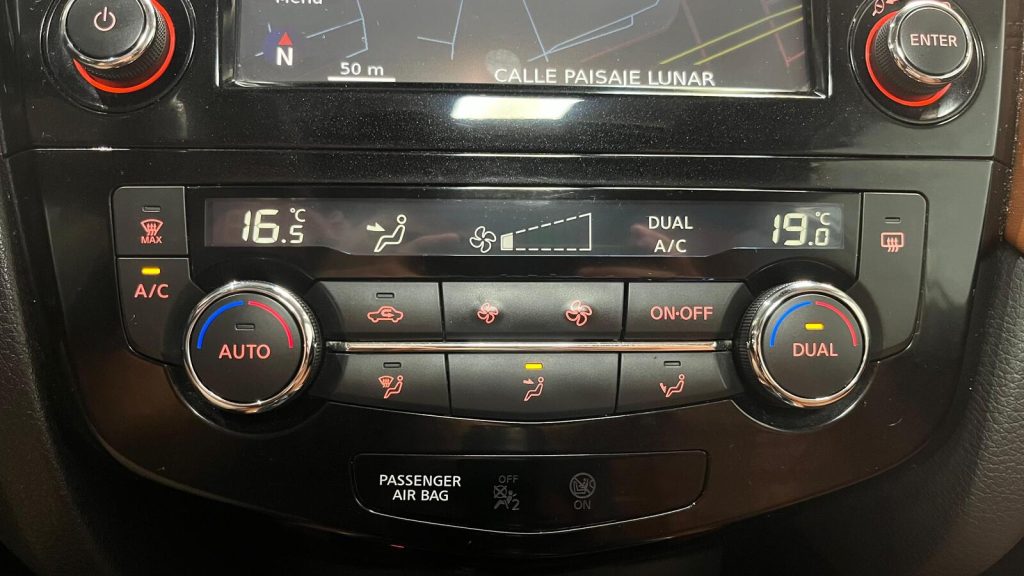 Menu
N
50 m
CALLE PAISAJE LUNAR
ENTER
MAX
16.5 °C
DUAL
A/C
19.0 °C
A/C
AUTO
ON·OFF
DUAL
PASSENGER
AIR BAG
OFF
2
ON